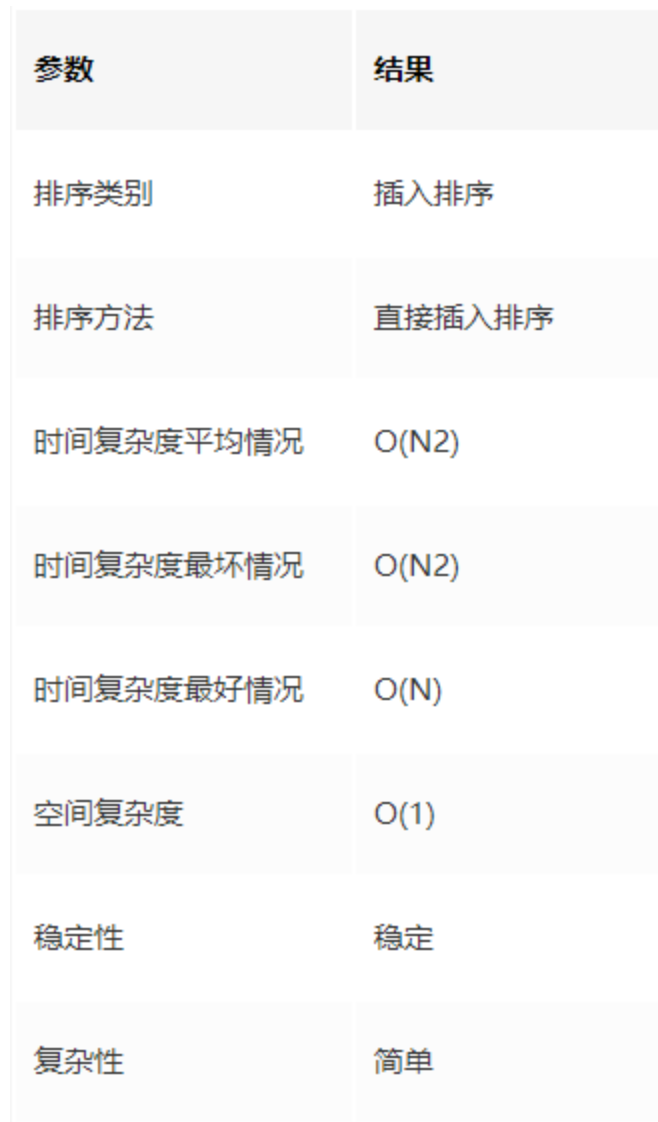 参数 结果
排序类别 插入排序
排序方法 直接插入排序
时间复杂度平均情况 O(N2)
时间复杂度最坏情况 O(N2)
时间复杂度最好情况 O(N)
空间复杂度 O(1)
稳定性 稳定
复杂性 简单